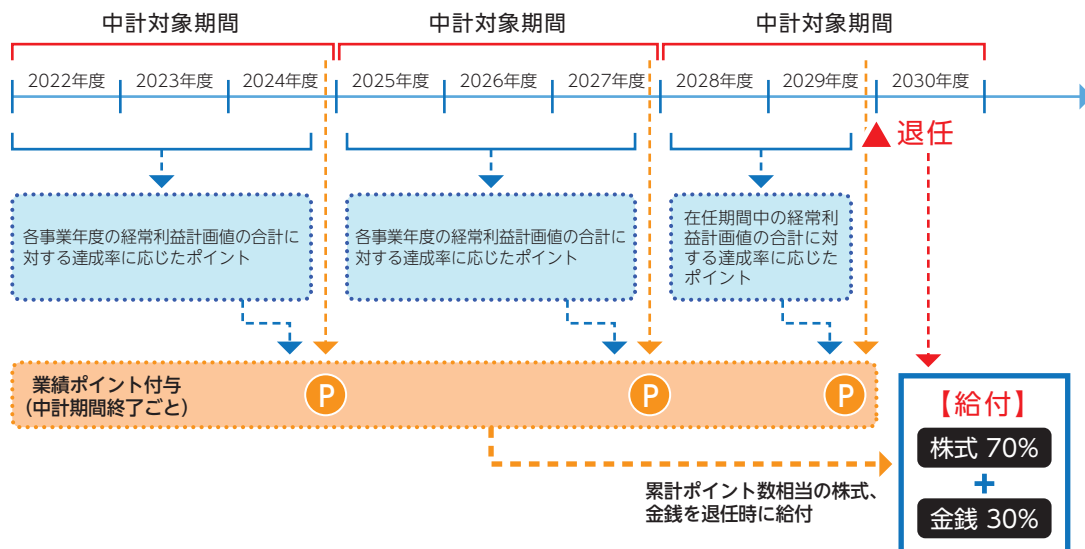 中計対象期間
中計対象期間
中計対象期間
2022年度
2023年度
2024年度
2025年度
2026年度
2027年度
2028年度
2029年度
2030年度
退任
各事業年度の経常利益計画値の合計に
対する達成率に応じたポイント
各事業年度の経常利益計画値の合計に
対する達成率に応じたポイント
在任期間中の経常利
益計画値の合計に対
する達成率に応じた
ポイント
業績ポイント付与
(中計期間終了ごと)
P
P
P
累計ポイント数相当の株式、
金銭を退任時に給付
【給付】
株式 70%
+
金銭 30%